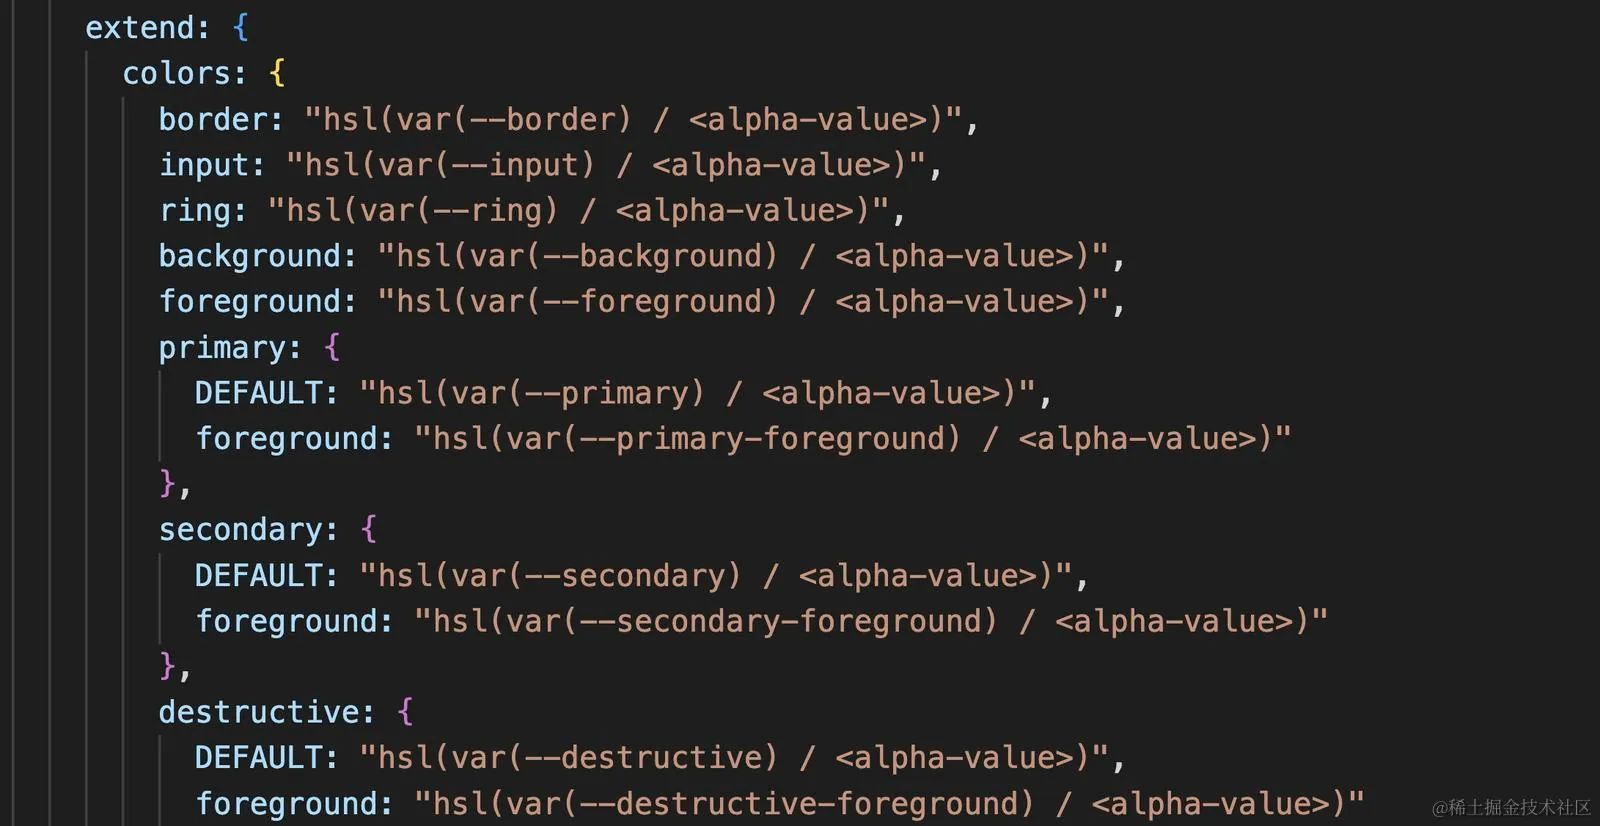 extend: {
colors: {
border: "hsl(var(--border) / <alpha-value>)",
input: "hsl(var(--input) / <alpha-value>)",
ring: "hsl(var(--ring) / <alpha-value>)",
background: "hsl(var(--background) / <alpha-value>)",
foreground: "hsl(var(--foreground) / <alpha-value>)",
primary: {
DEFAULT: "hsl(var(--primary) / <alpha-value>)",
foreground: "hsl(var(--primary-foreground) / <alpha-value>)"
},
secondary: {
DEFAULT: "hsl(var(--secondary) / <alpha-value>)",
foreground: "hsl(var(--secondary-foreground) / <alpha-value>)"
},
destructive: {
DEFAULT: "hsl(var(--destructive) / <alpha-value>)",
foreground: "hsl(var(--destructive-foreground) / <alpha-value>)"
@稀土掘金技术社区